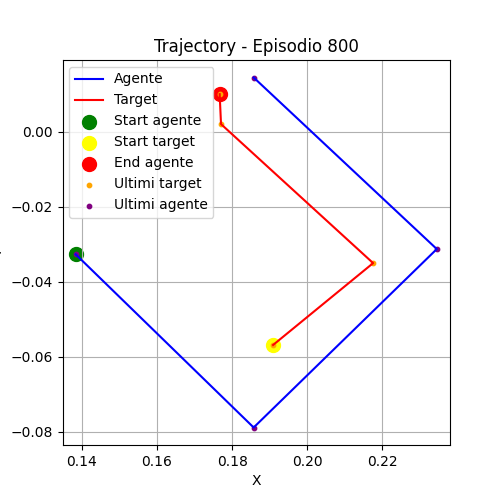 Trajectory - Episodio 800
Agente
Target
Start agente
Start target
End agente
Ultimi target
Ultimi agente
0.00
−0.02
−0.04
−0.06
−0.08
0.14
0.16
0.18
0.20
0.22
X